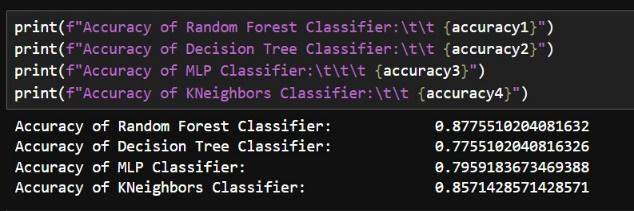 print(f"Accuracy of Random Forest Classifier:\t\t {accuracy1}")
print(f"Accuracy of Decision Tree Classifier:\t\t {accuracy2}")
print(f"Accuracy of MLP Classifier:\t\t\t {accuracy3}")
print(f"Accuracy of KNeighbors Classifier:\t\t {accuracy4}")
Accuracy of Random Forest Classifier: 0.8775510204081632
Accuracy of Decision Tree Classifier: 0.7755102040816326
Accuracy of MLP Classifier: 0.7959183673469388
Accuracy of KNeighbors Classifier: 0.8571428571428571